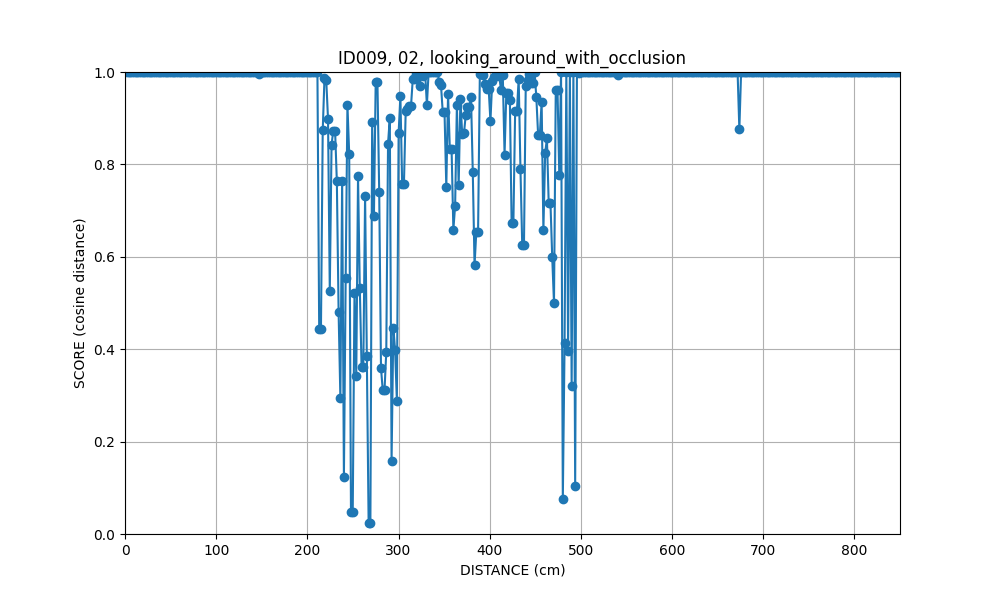 ID009, 02, looking_around_with_occlusion
1.0
0.8
0.6
0.4
0.2
0.0
SCORE (cosine distance)
0 100 200 300 400 500 600 700 800
DISTANCE (cm)